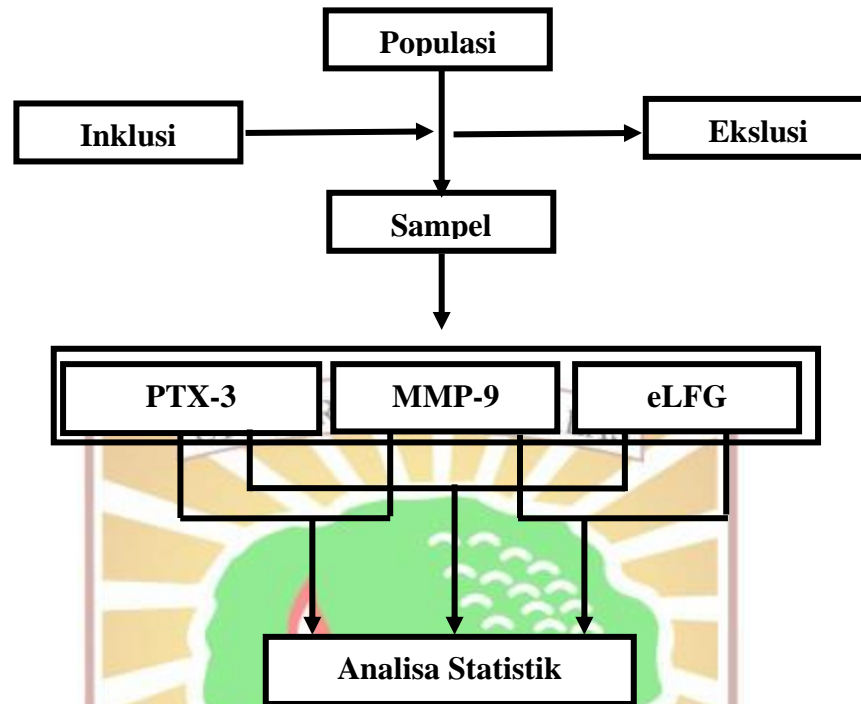 Populasi
Inklusi
Ekslusi
Sampel
PTX-3
MMP-9
eLFG
Analisa Statistik